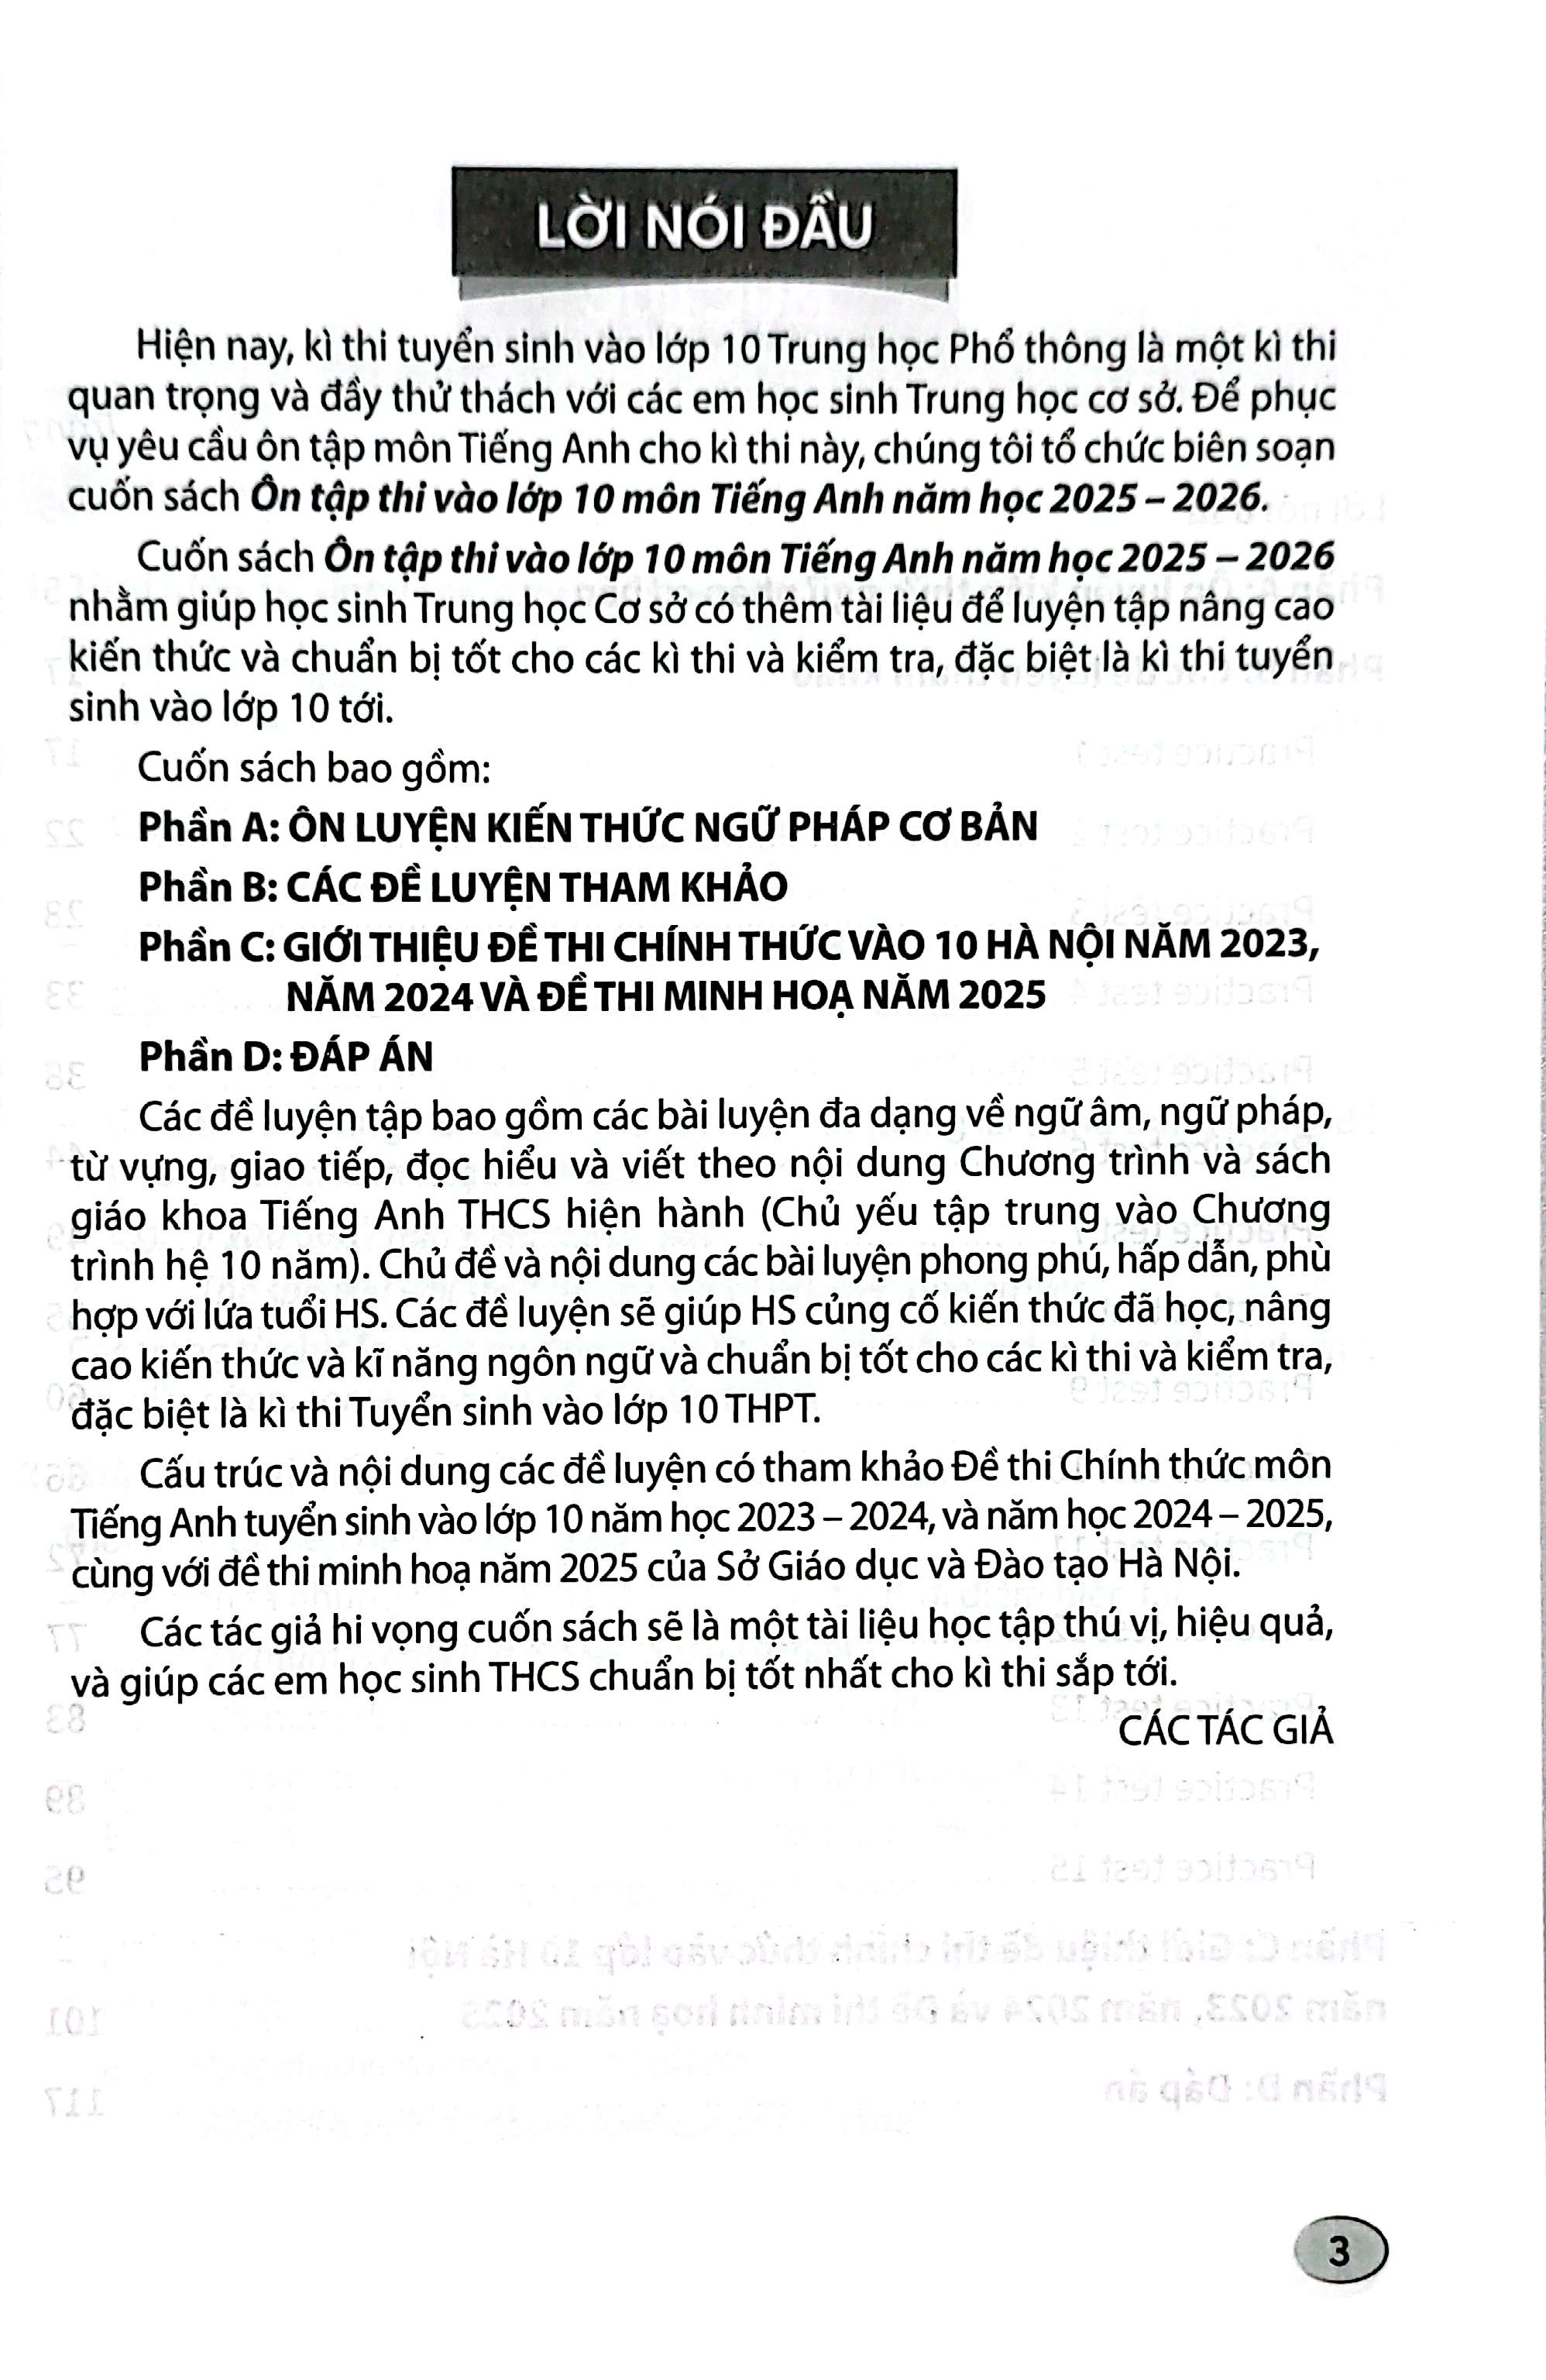 LỜI NÓI ĐẦU
Hiện nay, kì thi tuyển sinh vào lớp 10 Trung học Phổ thông là một kì thi
quan trọng và đầy thử thách với các em học sinh Trung học cơ sở. Để phục
vụ yêu cầu ôn tập môn Tiếng Anh cho kì thi này, chúng tôi tổ chức biên soạn
cuốn sách Ôn tập thi vào lớp 10 môn Tiếng Anh năm học 2025 – 2026.
Cuốn sách Ôn tập thi vào lớp 10 môn Tiếng Anh năm học 2025 – 2026
nhằm giúp học sinh Trung học Cơ sở có thêm tài liệu để luyện tập nâng cao
kiến thức và chuẩn bị tốt cho các kì thi và kiểm tra, đặc biệt là kì thi tuyển
sinh vào lớp 10 tới.
Cuốn sách bao gồm:
Phần A: ÔN LUYỆN KIẾN THỨC NGỮ PHÁP CƠ BẢN
Phần B: CÁC ĐỀ LUYỆN THAM KHẢO
Phần C: GIỚI THIỆU ĐỀ THI CHÍNH THỨC VÀO 10 HÀ NỘI NĂM 2023,
NĂM 2024 VÀ ĐỀ THI MINH HOẠ NĂM 2025
Phần D: ĐÁP ÁN
Các đề luyện tập bao gồm các bài luyện đa dạng về ngữ âm, ngữ pháp,
từ vựng, giao tiếp, đọc hiểu và viết theo nội dung Chương trình và sách
giáo khoa Tiếng Anh THCS hiện hành (Chủ yếu tập trung vào Chương
trình hệ 10 năm). Chủ đề và nội dung các bài luyện phong phú, hấp dẫn, phù
hợp với lứa tuổi HS. Các đề luyện sẽ giúp HS củng cố kiến thức đã học, nâng
cao kiến thức và kĩ năng ngôn ngữ và chuẩn bị tốt cho các kì thi và kiểm tra,
đặc biệt là kì thi Tuyển sinh vào lớp 10 THPT.
Cấu trúc và nội dung các đề luyện có tham khảo Đề thi Chính thức môn
Tiếng Anh tuyển sinh vào lớp 10 năm học 2023 – 2024, và năm học 2024 – 2025,
cùng với đề thi minh hoạ năm 2025 của Sở Giáo dục và Đào tạo Hà Nội.
Các tác giả hi vọng cuốn sách sẽ là một tài liệu học tập thú vị, hiệu quả,
và giúp các em học sinh THCS chuẩn bị tốt nhất cho kì thi sắp tới.
CÁC TÁC GIẢ
3